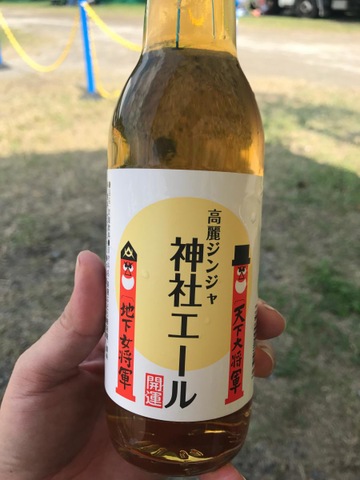 高麗ジンジャ
神社エール
開運
天下大将軍
地下女将軍